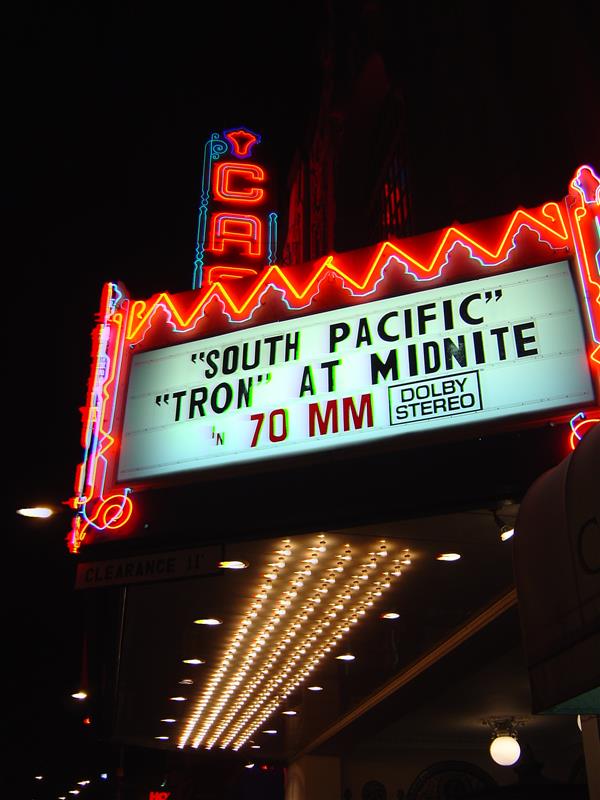 CAS
"SOUTH PACIFIC"
"TRON" AT MIDNITE
IN 70 MM
DOLBY
STEREO
CLEARANCE 11'